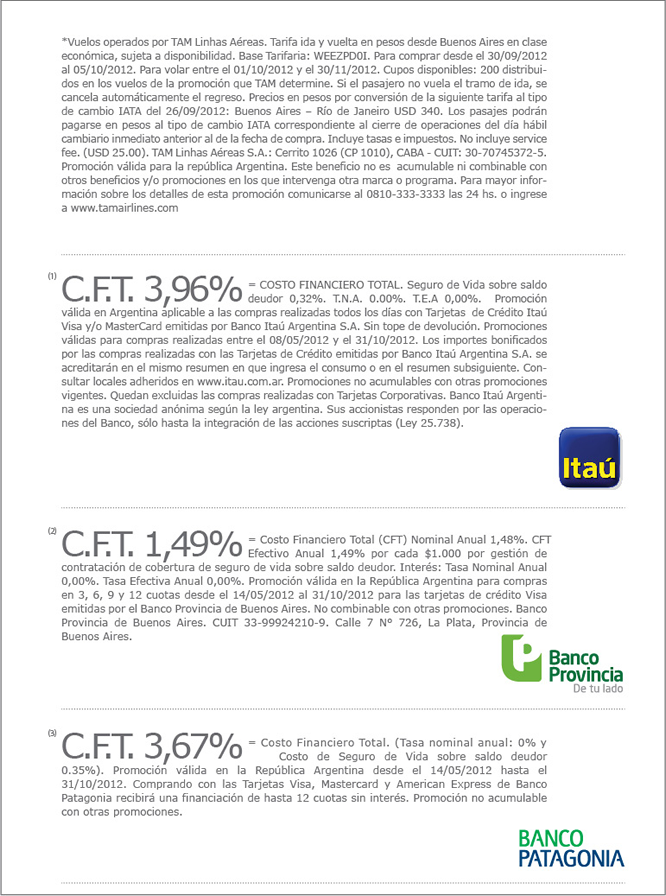 *Vuelos operados por TAM Linhas Aéreas. Tarifa ida y vuelta en pesos desde Buenos Aires en clase
económica, sujeta a disponibilidad. Base Tarifaria: WEEZPD0I. Para comprar desde el 30/09/2012
al 05/10/2012. Para volar entre el 01/10/2012 y el 30/11/2012. Cupos disponibles: 200 distribui-
dos en los vuelos de la promoción que TAM determine. Si el pasajero no vuela el tramo de ida, se
cancela automáticamente el regreso. Precios en pesos por conversión de la siguiente tarifa al tipo
de cambio IATA del 26/09/2012: Buenos Aires – Río de Janeiro USD 340. Los pasajes podrán
pagarse en pesos al tipo de cambio IATA correspondiente al cierre de operaciones del día hábil
cambiario inmediato anterior al de la fecha de compra. Incluye tasas e impuestos. No incluye service
fee. (USD 25.00). TAM Linhas Aéreas S.A.: Cerrito 1026 (CP 1010), CABA - CUIT: 30-70745372-5.
Promoción válida para la república Argentina. Este beneficio no es acumulable ni combinable con
otros beneficios y/o promociones en los que intervenga otra marca o programa. Para mayor infor-
mación sobre los detalles de esta promoción comunicarse al 0810-333-3333 las 24 hs. o ingrese
a www.tamairlines.com
(1)
C.F.T. 3,96% = COSTO FINANCIERO TOTAL. Seguro de Vida sobre saldo
deudor 0,32%. T.N.A. 0.00%. T.E.A 0,00%. Promoción
válida en Argentina aplicable a las compras realizadas todos los días con Tarjetas de Crédito Itaú
Visa y/o MasterCard emitidas por Banco Itaú Argentina S.A. Sin tope de devolución. Promociones
válidas para compras realizadas entre el 08/05/2012 y el 31/10/2012. Los importes bonificados
por las compras realizadas con las Tarjetas de Crédito emitidas por Banco Itaú Argentina S.A. se
acreditarán en el mismo resumen en que ingresa el consumo o en el resumen subsiguiente. Con-
sultar locales adheridos en www.itau.com.ar. Promociones no acumulables con otras promociones
vigentes. Quedan excluidas las compras realizadas con Tarjetas Corporativas. Banco Itaú Argenti-
na es una sociedad anónima según la ley argentina. Sus accionistas responden por las operacio-
nes del Banco, sólo hasta la integración de las acciones suscriptas (Ley 25.738).
Itaú
(2)
C.F.T. 1,49% = Costo Financiero Total (CFT) Nominal Anual 1,48%. CFT
Efectivo Anual 1,49% por cada $1.000 por gestión de
contratación de cobertura de seguro de vida sobre saldo deudor. Interés: Tasa Nominal Anual
0,00%. Tasa Efectiva Anual 0,00%. Promoción válida en la República Argentina para compras
en 3, 6, 9 y 12 cuotas desde el 14/05/2012 al 31/10/2012 para las tarjetas de crédito Visa
emitidas por el Banco Provincia de Buenos Aires. No combinable con otras promociones. Banco
Provincia de Buenos Aires. CUIT 33-99924210-9. Calle 7 Nº 726, La Plata, Provincia de
Buenos Aires.
Banco
Provincia
De tu lado
(3)
C.F.T. 3,67% = Costo Financiero Total. (Tasa nominal anual: 0% y
Costo de Seguro de Vida sobre saldo deudor
0.35%). Promoción válida en la República Argentina desde el 14/05/2012 hasta el
31/10/2012. Comprando con las Tarjetas Visa, Mastercard y American Express de Banco
Patagonia recibirá una financiación de hasta 12 cuotas sin interés. Promoción no acumulable
con otras promociones.
BANCO
PATAGONIA